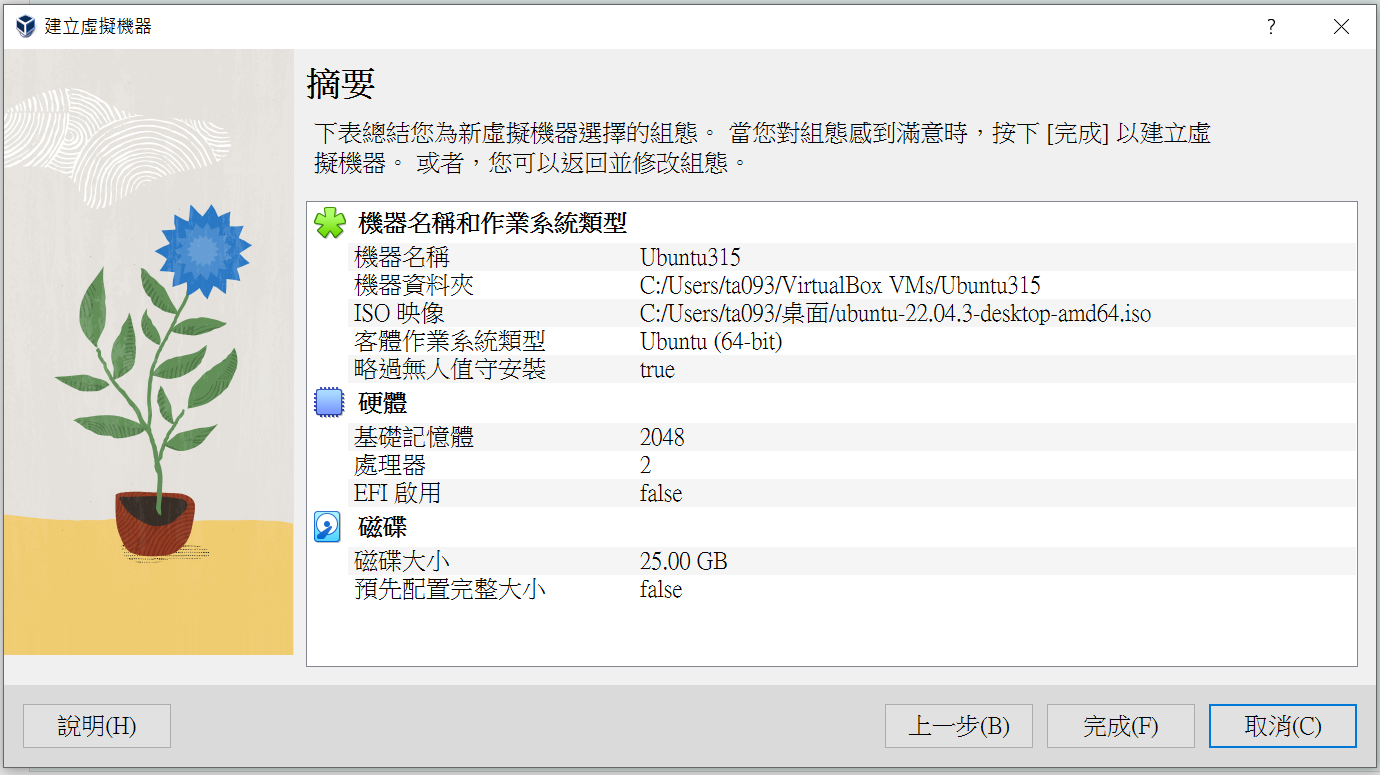 建立虛擬機器
?
摘要
下表總結您為新虛擬機器選擇的組態。 當您對組態感到滿意時，按下 [完成] 以建立虛
擬機器。 或者，您可以返回並修改組態。
機器名稱和作業系統類型
機器名稱 Ubuntu315
機器資料夾 C:/Users/ta093/VirtualBox VMs/Ubuntu315
ISO 映像 C:/Users/ta093/桌面/ubuntu-22.04.3-desktop-amd64.iso
客體作業系統類型 Ubuntu (64-bit)
略過無人值守安裝 true
硬體
基礎記憶體 2048
處理器 2
EFI 啟用 false
磁碟
磁碟大小 25.00 GB
預先配置完整大小 false
說明(H) 上一步(B) 完成(F) 取消(C)